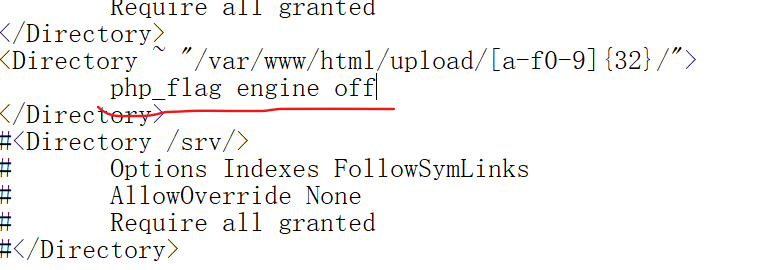 Require all granted
</Directory>
<Directory ~ "/var/www/html/upload/[a-f0-9]{32}/">
php_flag engine off
</Directory>
#<Directory /srv/>
# Options Indexes FollowSymLinks
# AllowOverride None
# Require all granted
#</Directory>